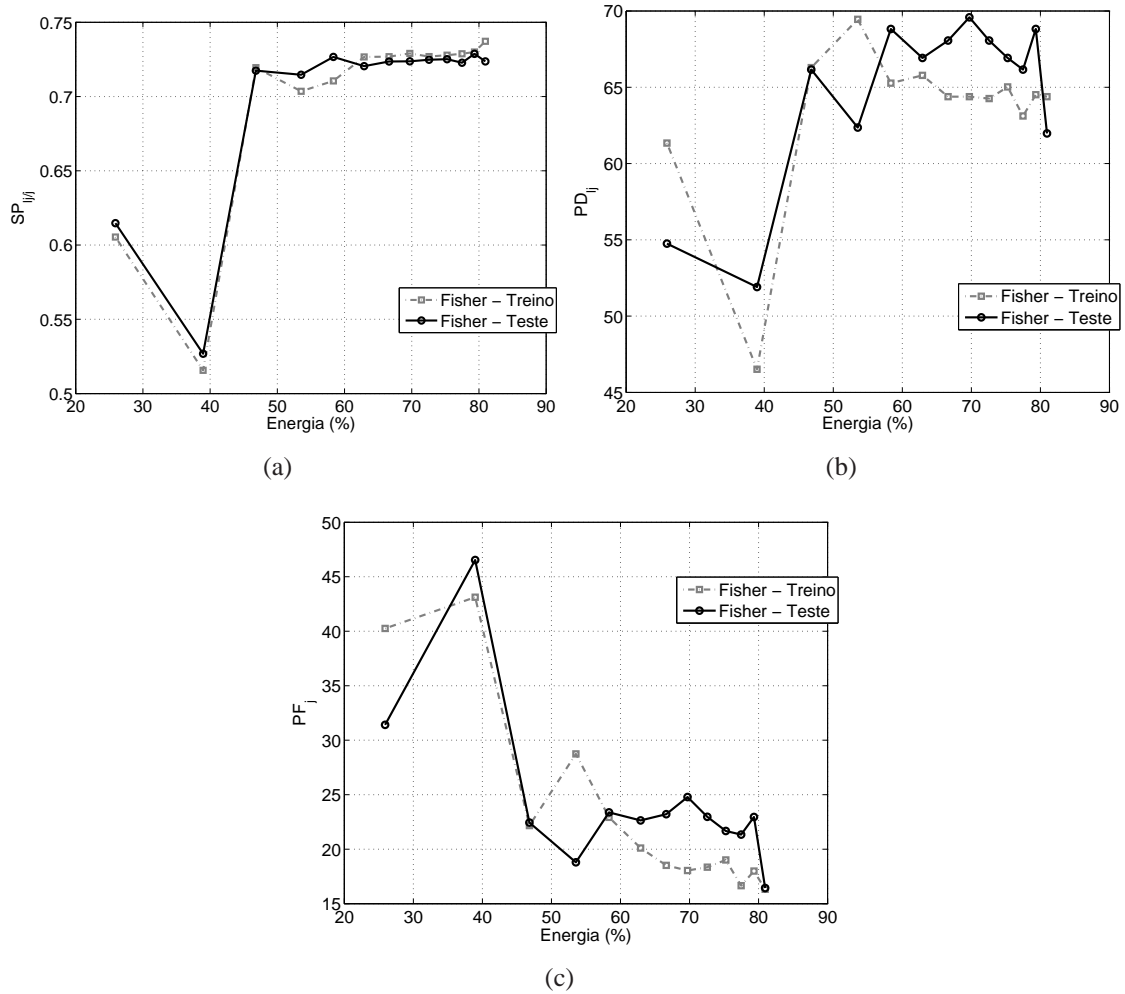 0.75
0.7
0.65
0.6
0.55
0.5
SP_lj/j
20 30 40 50 60 70 80 90
Energia (%)
Fisher − Treino
Fisher − Teste
(a)
70
65
60
55
50
45
PD_lj
20 30 40 50 60 70 80 90
Energia (%)
Fisher − Treino
Fisher − Teste
(b)
50
45
40
35
30
25
20
15
PF_j
20 30 40 50 60 70 80 90
Energia (%)
Fisher − Treino
Fisher − Teste
(c)